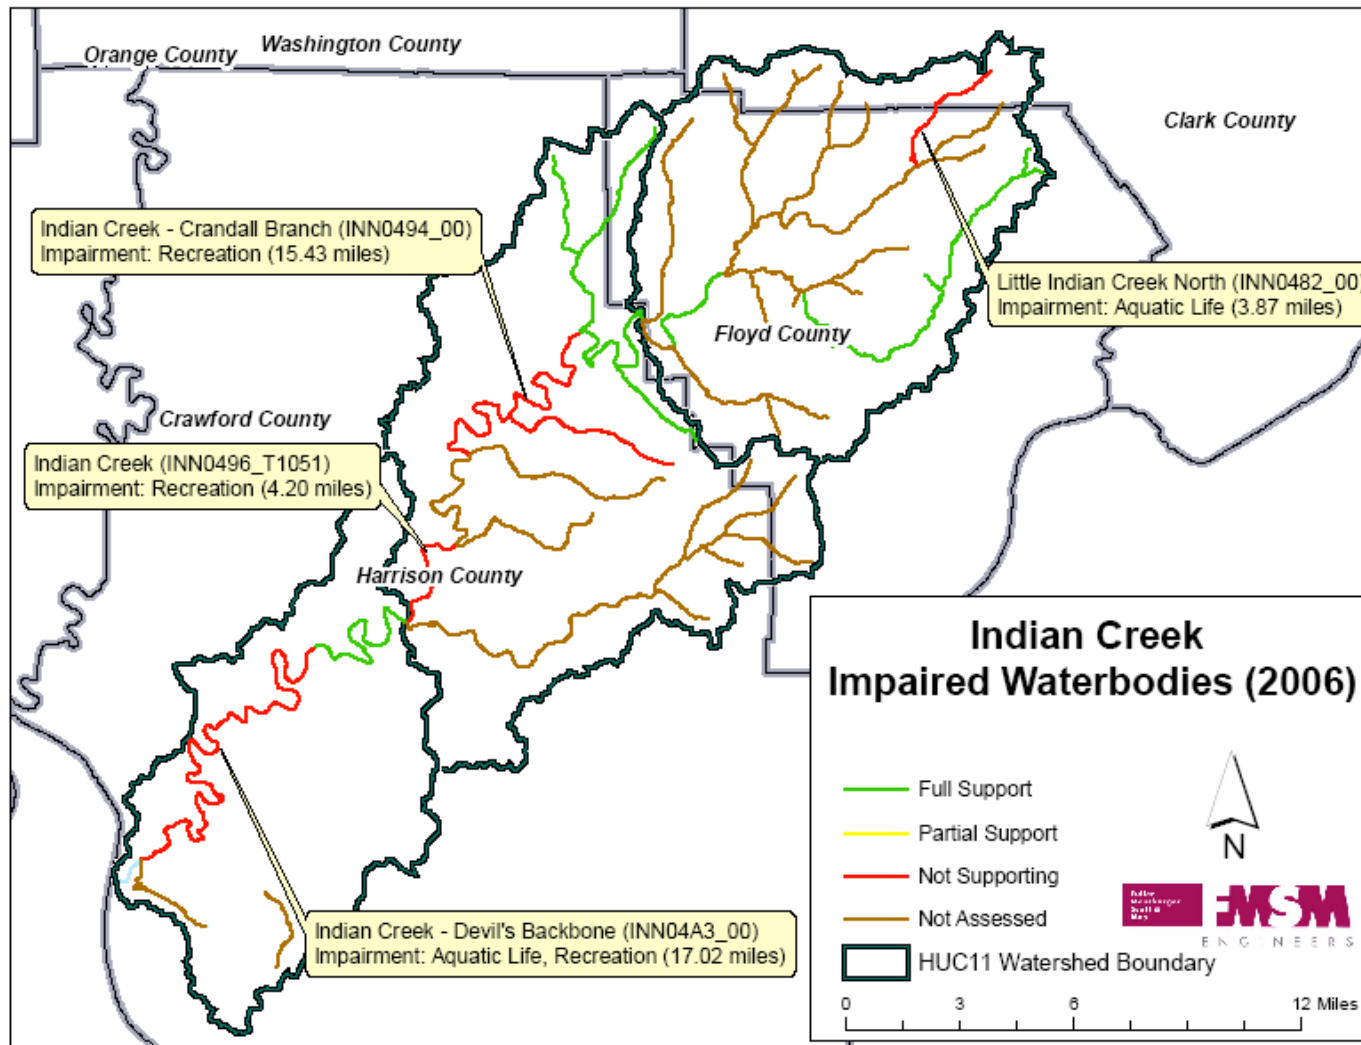 Orange County
Washington County
Clark County
Indian Creek - Crandall Branch (INN0494_00)
Impairment: Recreation (15.43 miles)
Little Indian Creek North (INN0482_00)
Impairment: Aquatic Life (3.87 miles)
Floyd County
Crawford County
Indian Creek (INN0496_T1051)
Impairment: Recreation (4.20 miles)
Harrison County
Indian Creek
Impaired Waterbodies (2006)
Full Support
Partial Support
Not Supporting
Not Assessed
HUC11 Watershed Boundary
N
FMSM
ENGINEERS
Indian Creek - Devil's Backbone (INN04A3_00)
Impairment: Aquatic Life, Recreation (17.02 miles)
0 3 6 12 Miles